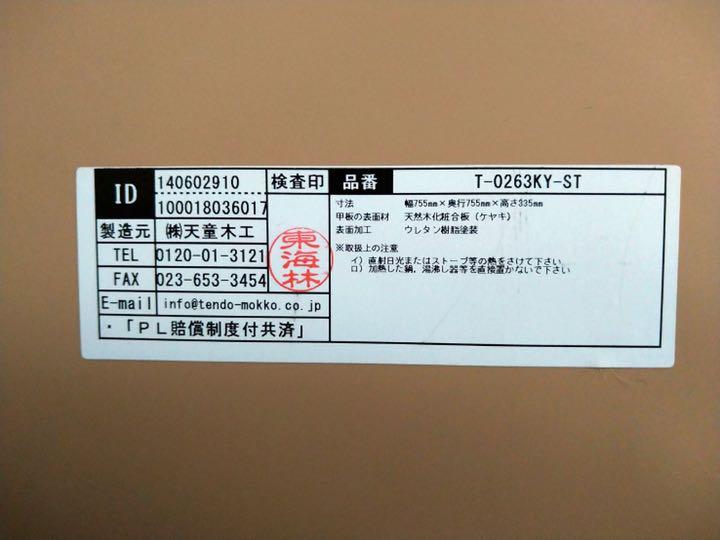 ID 140602910 検査印 品番 T-0263KY-ST
100018036017
製造元 ㈱天童木工
TEL 0120-01-3121
FAX 023-653-3454
E-mail info@tendo-mokko.co.jp
・「PL賠償制度付共済」
東海林
寸法 幅755mm×奥行755mm×高さ335mm
甲板の表面材 天然木化粧合板(ケヤキ)
表面加工 ウレタン樹脂塗装
※取扱上の注意
イ)直射日光またはストーブ等の熱をさけて下さい。
ロ)加熱した鍋,湯沸し器等を直接置かないで下さい。